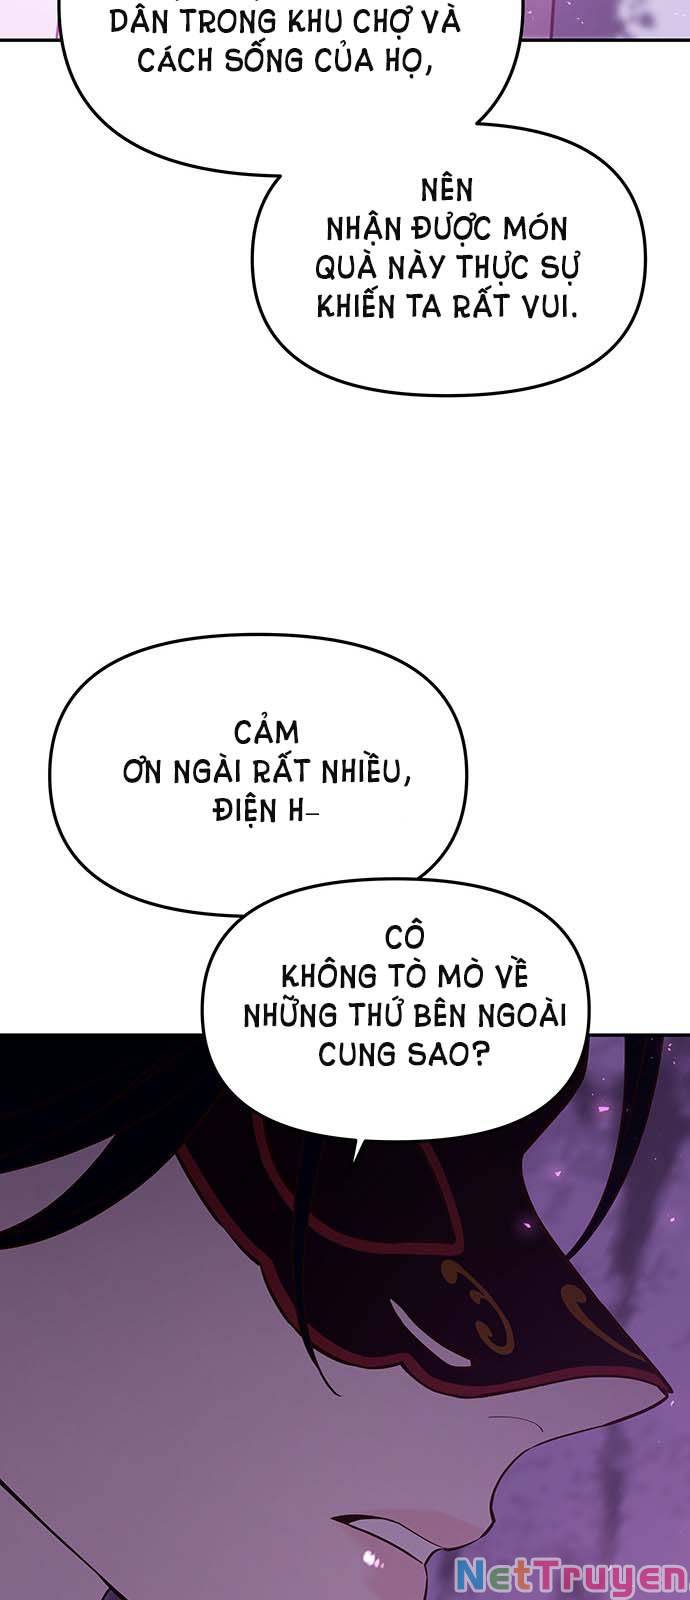 DÂN TRONG KHU CHỢ VÀ
CÁCH SỐNG CỦA HỌ,
NÊN
NHẬN ĐƯỢC MÓN
QUÀ NÀY THỰC SỰ
KHIẾN TA RẤT VUI.
CẢM
ƠN NGÀI RẤT NHIỀU,
ĐIỆN H–
CÔ
KHÔNG TÒ MÒ VỀ
NHỮNG THỨ BÊN NGOÀI
CUNG SAO?
NetTruyen